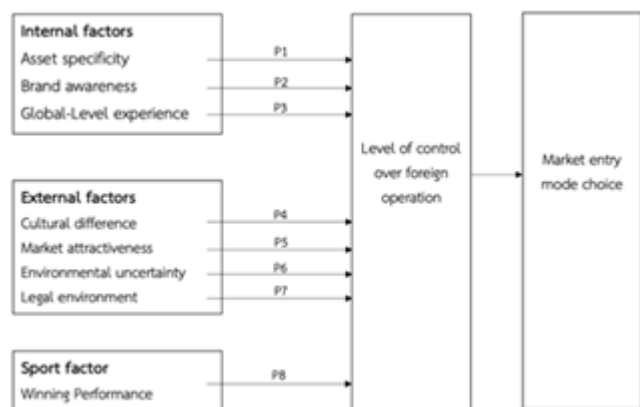 Internal factors
Asset specificity
Brand awareness
Global-Level experience
P1
P2
P3
External factors
Cultural difference
Market attractiveness
Environmental uncertainty
Legal environment
P4
P5
P6
P7
Sport factor
Winning Performance
P8
Level of control
over foreign
operation
Market entry
mode choice